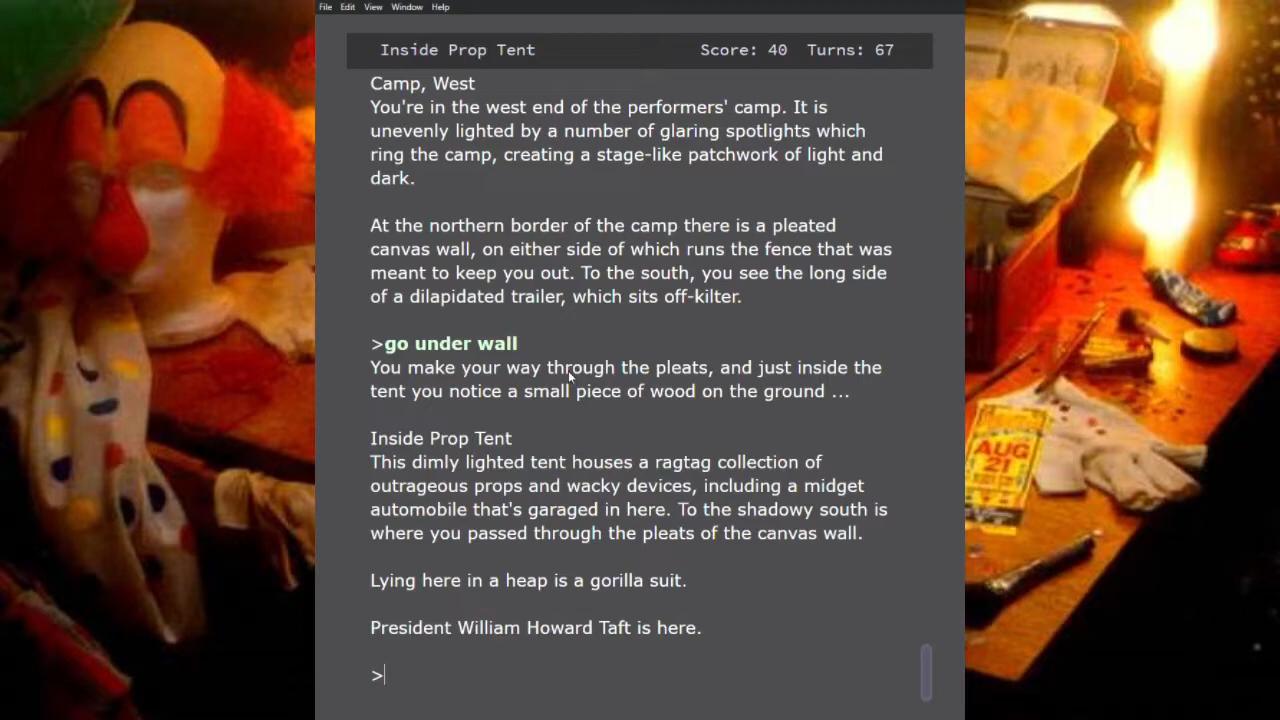 File Edit View Window Help
Inside Prop Tent Score: 40 Turns: 67
Camp, West
You're in the west end of the performers' camp. It is
unevenly lighted by a number of glaring spotlights which
ring the camp, creating a stage-like patchwork of light and
dark.
At the northern border of the camp there is a pleated
canvas wall, on either side of which runs the fence that was
meant to keep you out. To the south, you see the long side
of a dilapidated trailer, which sits off-kilter.
>go under wall
You make your way through the pleats, and just inside the
tent you notice a small piece of wood on the ground ...
Inside Prop Tent
This dimly lighted tent houses a ragtag collection of
outrageous props and wacky devices, including a midget
automobile that's garaged in here. To the shadowy south is
where you passed through the pleats of the canvas wall.
Lying here in a heap is a gorilla suit.
President William Howard Taft is here.
>
AUG
21